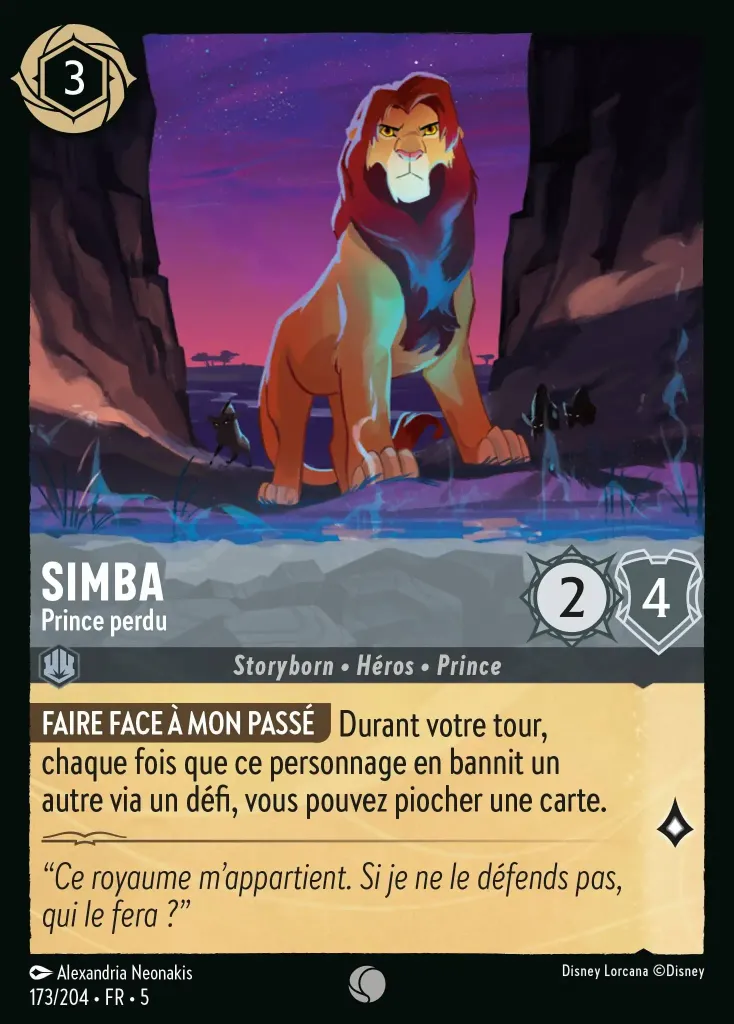 3
SIMBA
Prince perdu
2
4
Storyborn • Héros • Prince
FAIRE FACE À MON PASSÉ Durant votre tour,
chaque fois que ce personnage en bannit un
autre via un défi, vous pouvez piocher une carte.
“Ce royaume m’appartient. Si je ne le défends pas,
qui le fera ?”
Alexandria Neonakis
Disney Lorcana ©Disney
173/204 • FR • 5